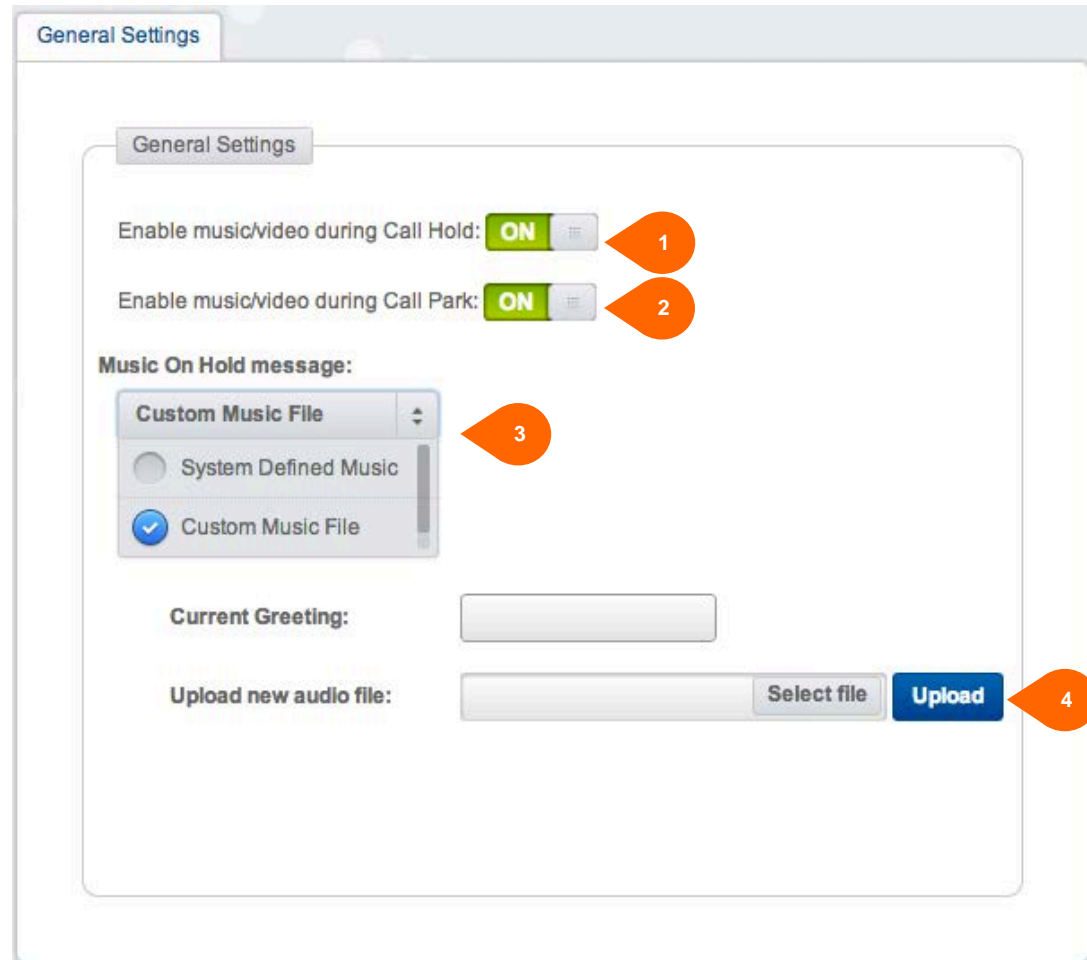 General Settings
General Settings
Enable music/video during Call Hold: ON 1
Enable music/video during Call Park: ON 2
Music On Hold message:
Custom Music File 3
System Defined Music
Custom Music File
Current Greeting:
Upload new audio file: Select file Upload 4